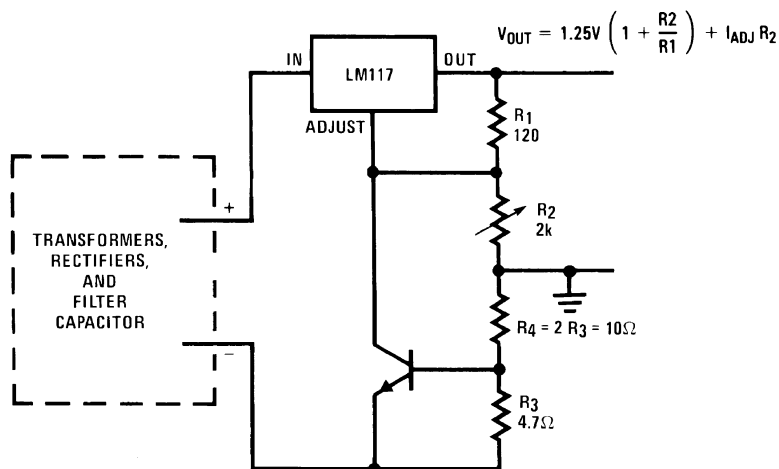 V_OUT = 1.25V (1 + R2/R1) + I_ADJ R2
IN
LM117
OUT
ADJUST
R1
120
R2
2k
+
TRANSFORMERS,
RECTIFIERS,
AND
FILTER
CAPACITOR
−
R4 = 2 R3 = 10Ω
R3
4.7Ω